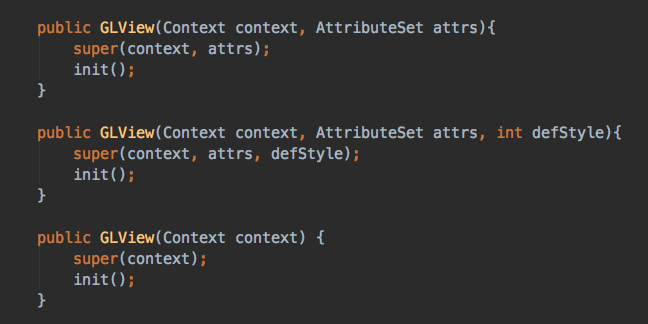 public GLView(Context context, AttributeSet attrs){
super(context, attrs);
init();
}
public GLView(Context context, AttributeSet attrs, int defStyle){
super(context, attrs, defStyle);
init();
}
public GLView(Context context) {
super(context);
init();
}